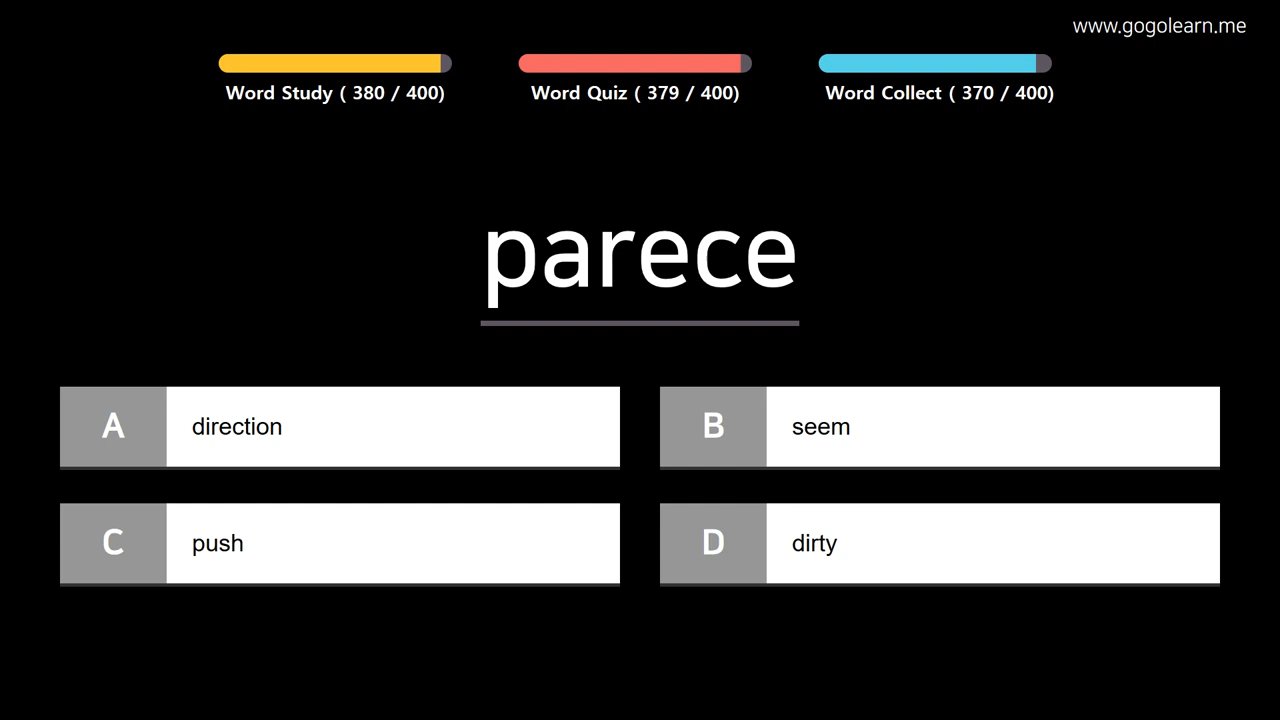 www.gogolearn.me
Word Study ( 380 / 400)
Word Quiz ( 379 / 400)
Word Collect ( 370 / 400)
parece
A direction
B seem
C push
D dirty